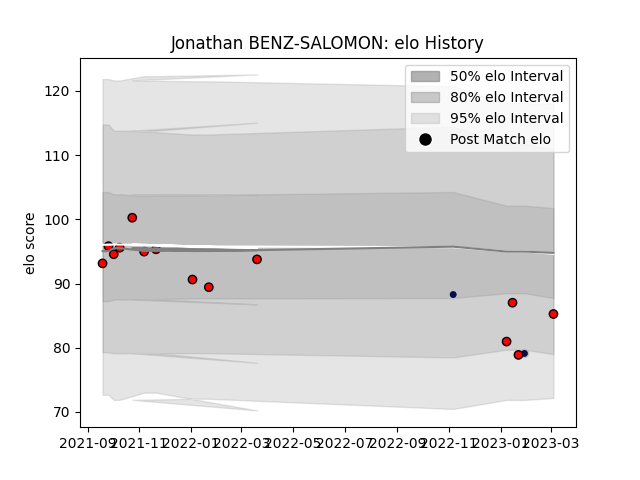 Jonathan BENZ-SALOMON: elo History
50% elo Interval
80% elo Interval
95% elo Interval
Post Match elo
elo score
120
110
100
90
80
70
2021-09 2021-11 2022-01 2022-03 2022-05 2022-07 2022-09 2022-11 2023-01 2023-03